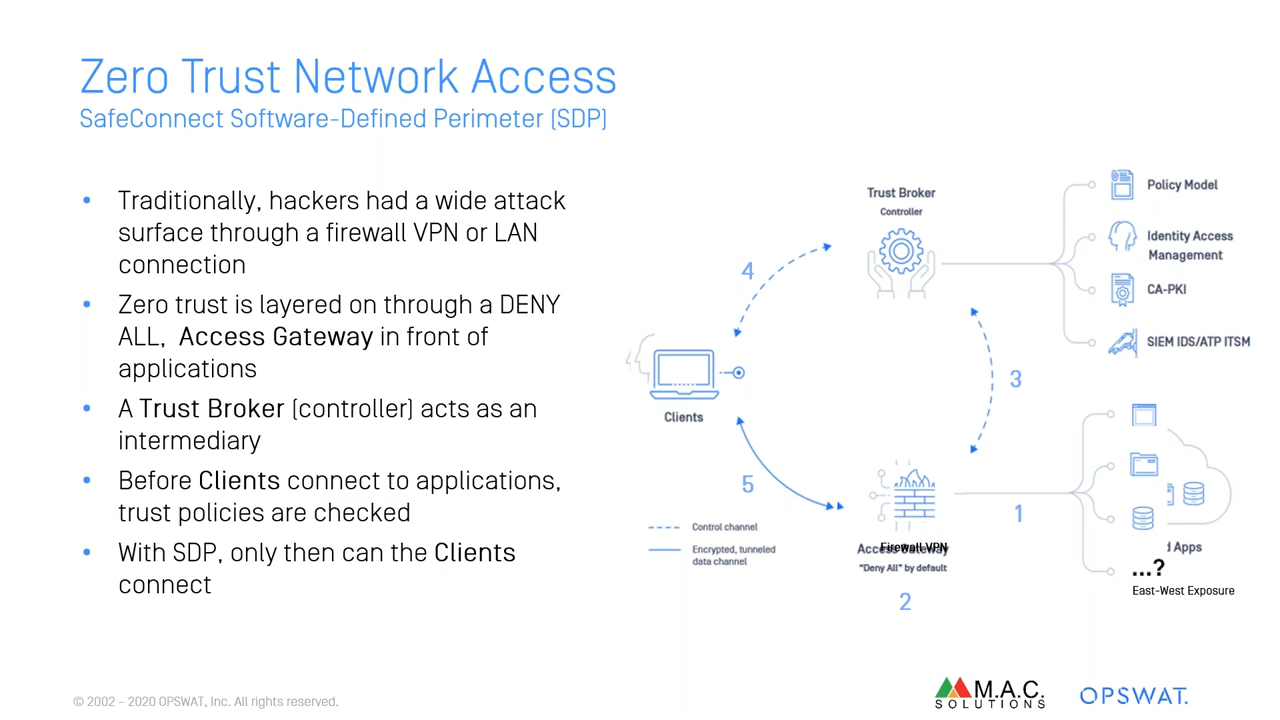 Zero Trust Network Access
SafeConnect Software-Defined Perimeter (SDP)
• Traditionally, hackers had a wide attack
surface through a firewall VPN or LAN
connection
• Zero trust is layered on through a DENY
ALL, Access Gateway in front of
applications
• A Trust Broker (controller) acts as an
intermediary
• Before Clients connect to applications,
trust policies are checked
• With SDP, only then can the Clients
connect
Trust Broker
Controller
Policy Model
Identity Access
Management
CA-PKI
SIEM IDS/ATP ITSM
4
3
Clients
5
1
Control channel
Encrypted, tunneled
data channel
Access Gateway
Firewall VPN
"Deny All" by default
2
Apps
...?
East-West Exposure
© 2002 – 2020 OPSWAT, Inc. All rights reserved.
M.A.C.
SOLUTIONS
OPSWAT.